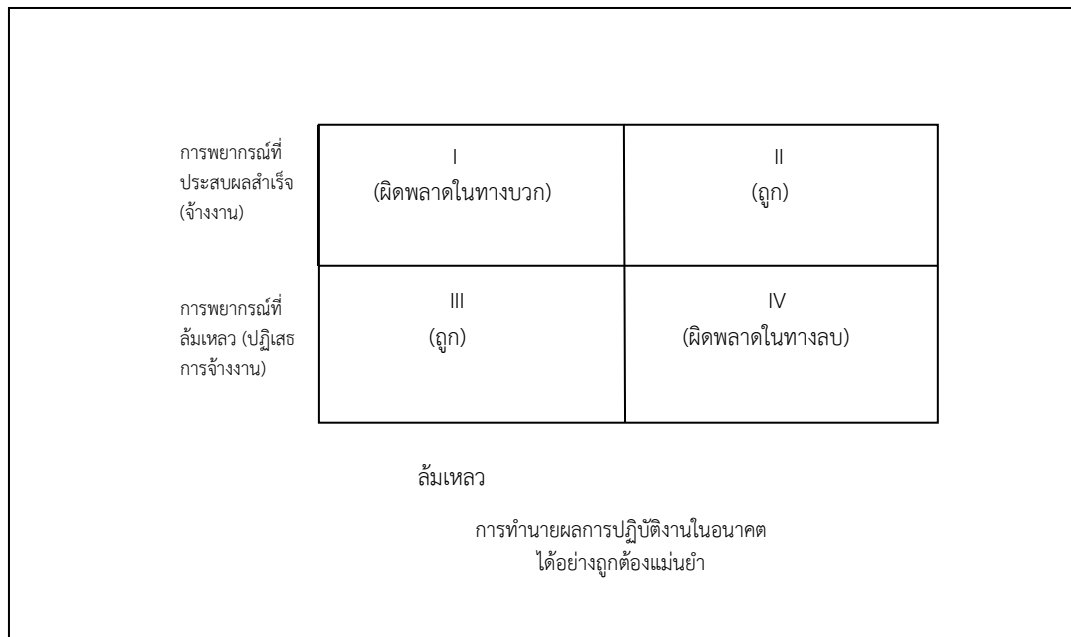 การพยากรณ์ที่
ประสบผลสำเร็จ
(จ้างงาน)
I
(ผิดพลาดในทางบวก)
II
(ถูก)
การพยากรณ์ที่
ล้มเหลว (ปฏิเสธ
การจ้างงาน)
III
(ถูก)
IV
(ผิดพลาดในทางลบ)
ล้มเหลว
การทำนายผลการปฏิบัติงานในอนาคต
ได้อย่างถูกต้องแม่นยำ